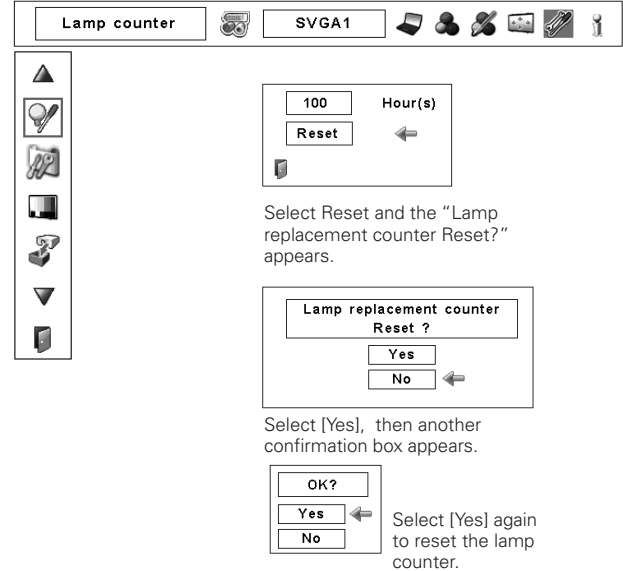 Lamp counter
SVGA1
100 Hour(s)
Reset
Select Reset and the “Lamp
replacement counter Reset?”
appears.
Lamp replacement counter
Reset ?
Yes
No
Select [Yes],  then another
confirmation box appears.
OK?
Yes
No
Select [Yes] again
to reset the lamp
counter.